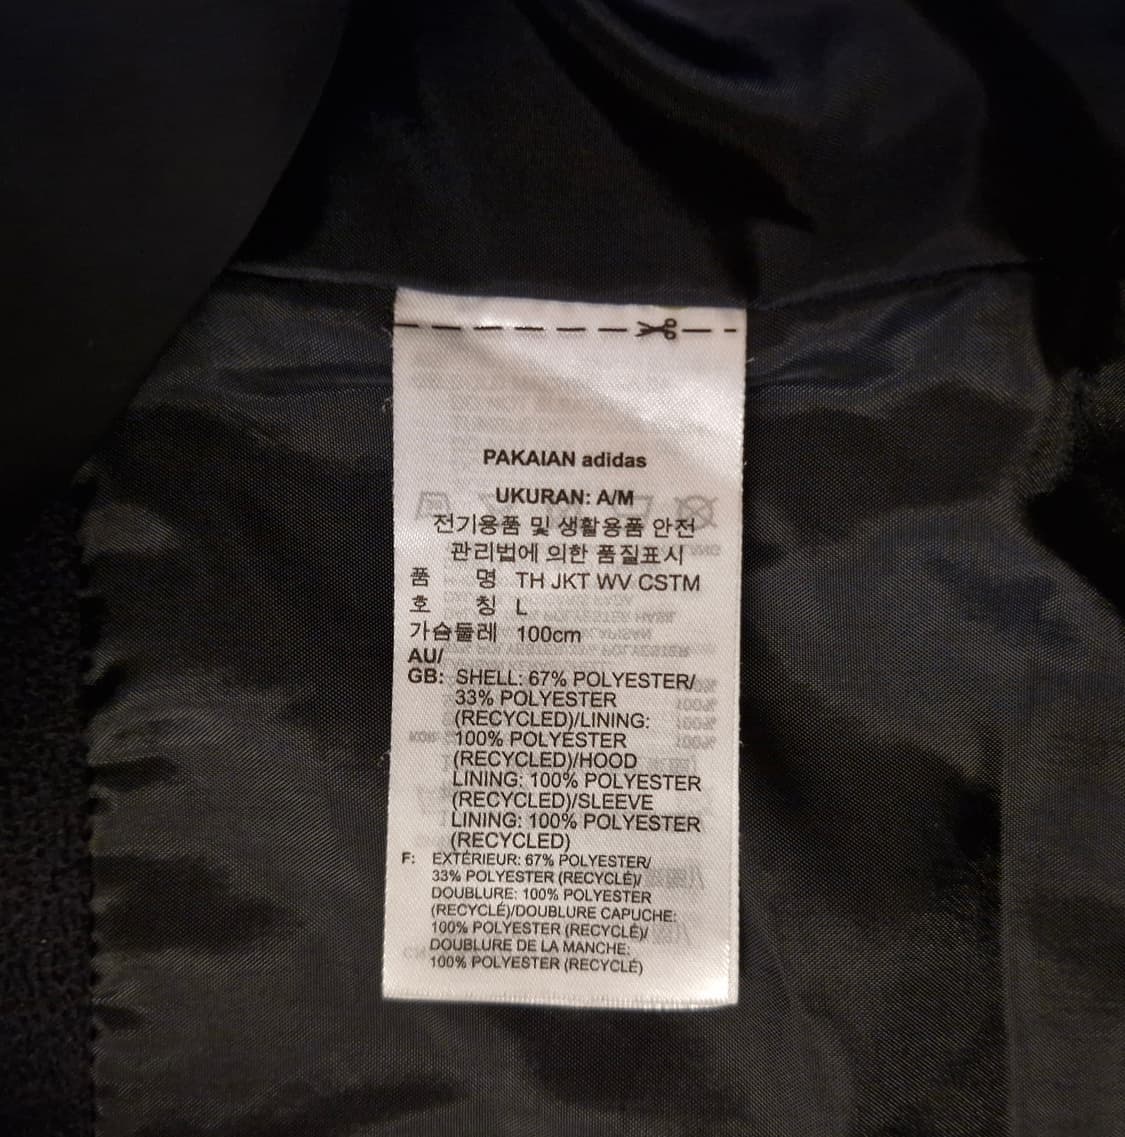 PAKAIAN adidas
UKURAN: A/M
전기용품 및 생활용품 안전
관리법에 의한 품질표시
품 명 TH JKT WV CSTM
호 칭 L
가슴둘레 100cm
AU/
GB: SHELL: 67% POLYESTER/
33% POLYESTER
(RECYCLED)/LINING:
100% POLYESTER
(RECYCLED)/HOOD
LINING: 100% POLYESTER
(RECYCLED)/SLEEVE
LINING: 100% POLYESTER
(RECYCLED)
F: EXTÉRIEUR: 67% POLYESTER/
33% POLYESTER (RECYCLÉ)/
DOUBLURE: 100% POLYESTER
(RECYCLÉ)/DOUBLURE CAPUCHE:
100% POLYESTER (RECYCLÉ)/
DOUBLURE DE LA MANCHE:
100% POLYESTER (RECYCLÉ)